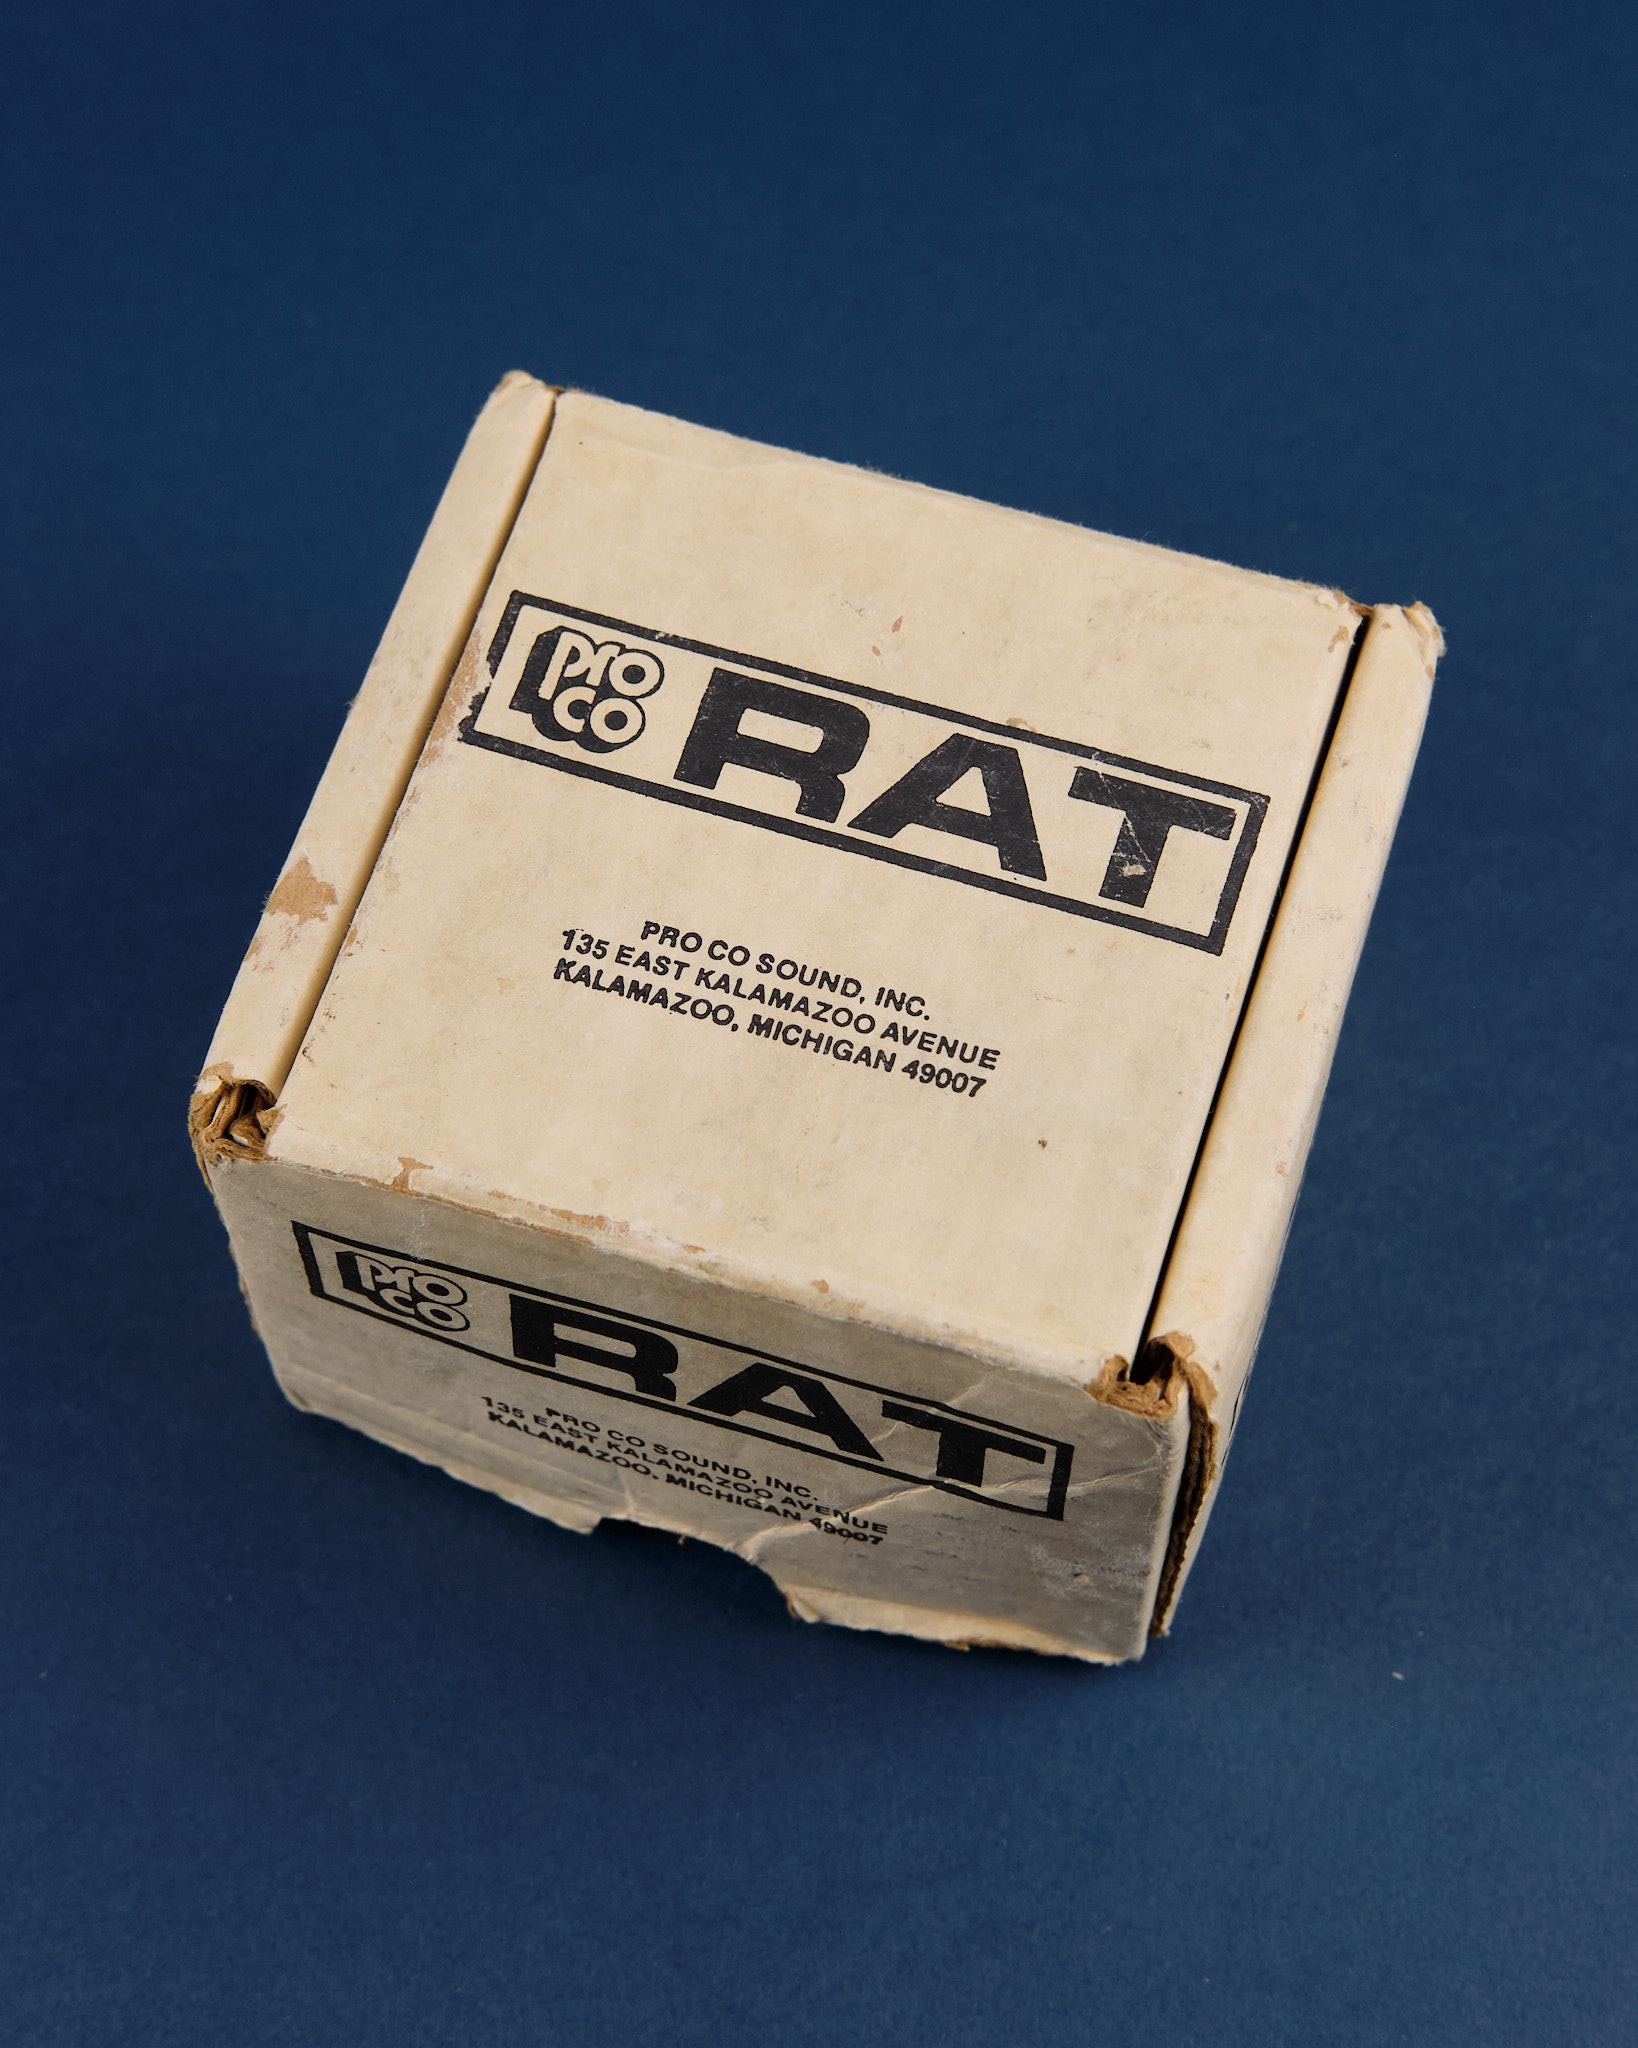 pro
co
RAT
PRO CO SOUND, INC.
135 EAST KALAMAZOO AVENUE
KALAMAZOO, MICHIGAN 49007
pro
co
RAT
PRO CO SOUND, INC.
135 EAST KALAMAZOO AVENUE
KALAMAZOO, MICHIGAN 49007